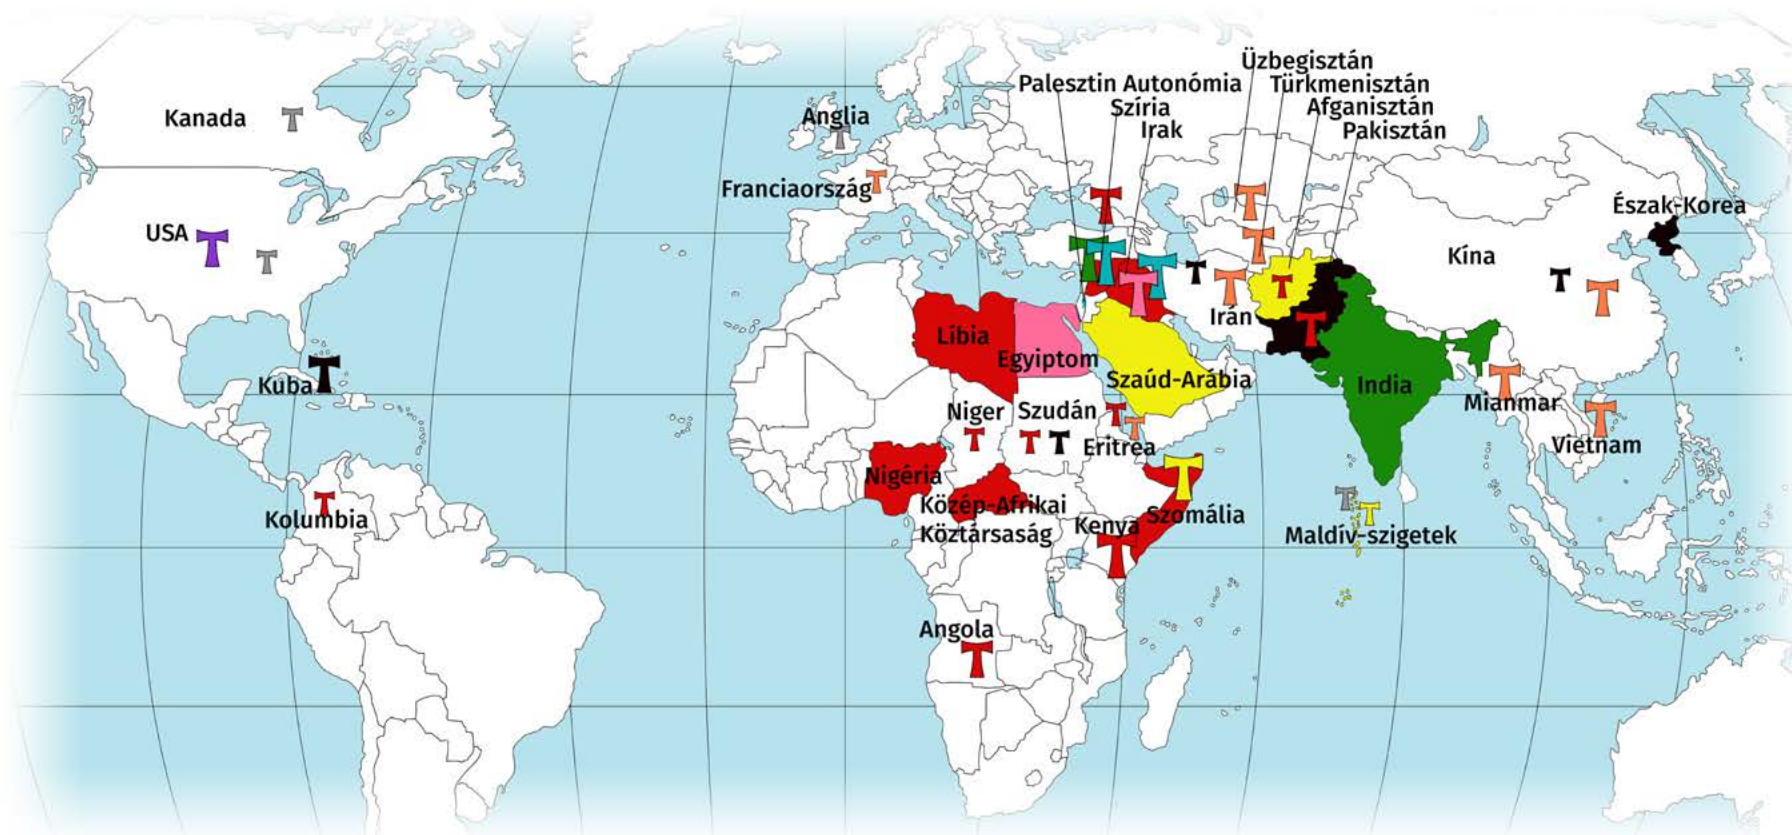 Üzbegisztán
Palesztin Autonómia
Türkmenisztán
Szíria
Afganisztán
Irak
Pakisztán
Kanada
Anglia
Franciaország
Észak-Korea
USA
Kína
Irán
Líbia
Egyiptom
Szaúd-Arábia
India
Kuba
Mianmar
Niger
Szudán
Eritrea
Vietnam
Nigéria
Közép-Afrikai
Köztársaság
Kenya
Szomália
Kolumbia
Maldív-szigetek
Angola